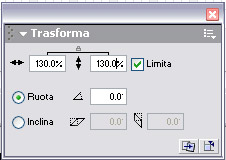 Trasforma
130.0% 130.0% Limita
Ruota 0.0°
Inclina 0.0° 0.0°